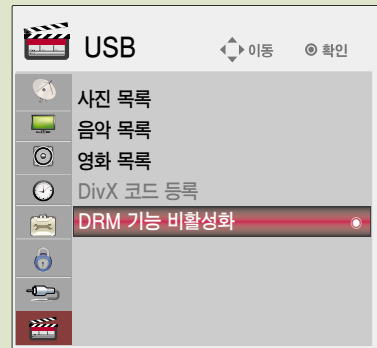 USB 이동 확인
사진 목록
음악 목록
영화 목록
DivX 코드 등록
DRM 기능 비활성화